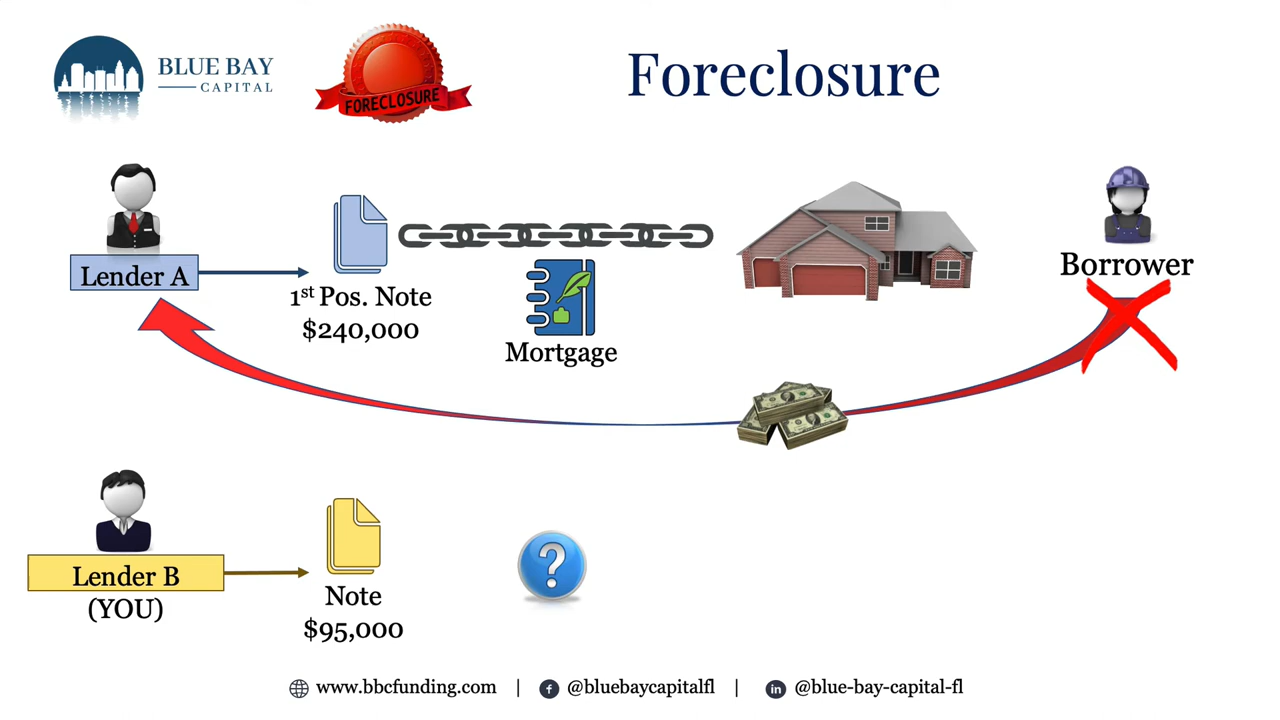 BLUE BAY
CAPITAL
FORECLOSURE
Foreclosure
Lender A
1st Pos. Note
$240,000
Mortgage
Borrower
Lender B
(YOU)
Note
$95,000
?
www.bbcfunding.com | @bluebaycapitalfl | @blue-bay-capital-fl